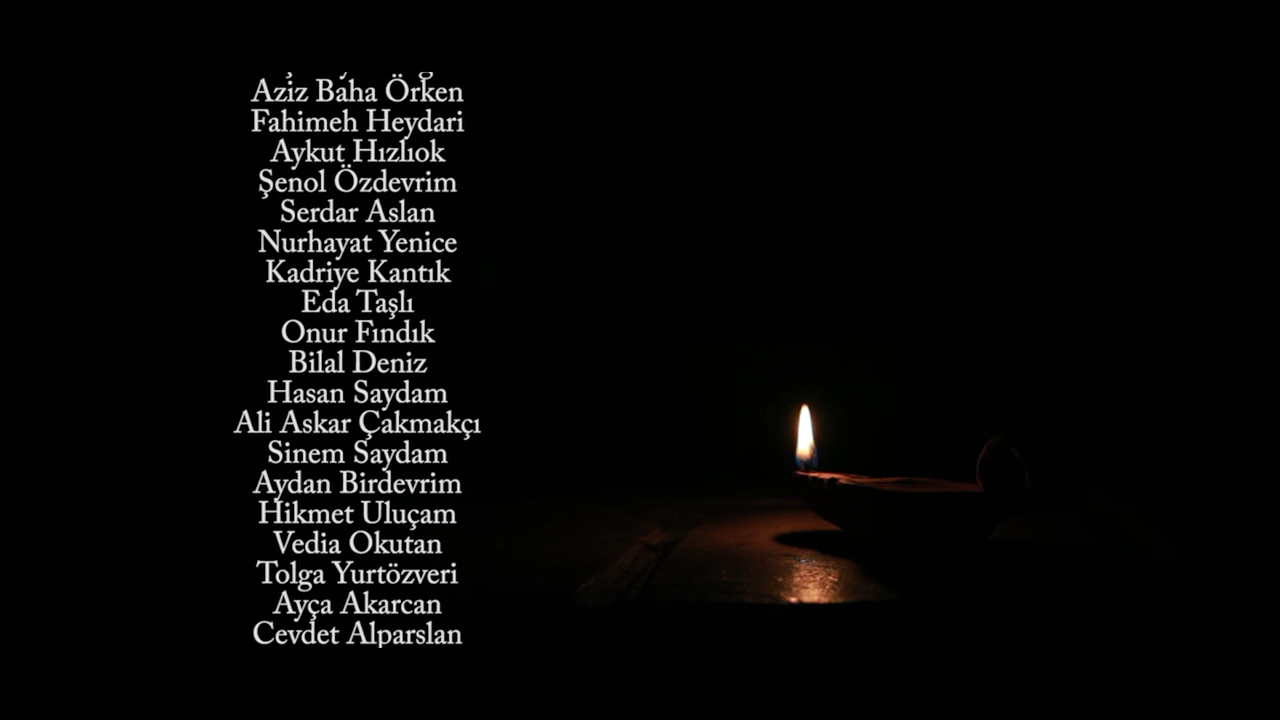 Aziz Baha Örken
Fahimeh Heydari
Aykut Hızlıok
Şenol Özdevrim
Serdar Aslan
Nurhayat Yenice
Kadriye Kantık
Eda Taşlı
Onur Fındık
Bilal Deniz
Hasan Saydam
Ali Askar Çakmakçı
Sinem Saydam
Aydan Birdevrim
Hikmet Uluçam
Vedia Okutan
Tolga Yurtözveri
Ayça Akarcan
Cevdet Alparslan